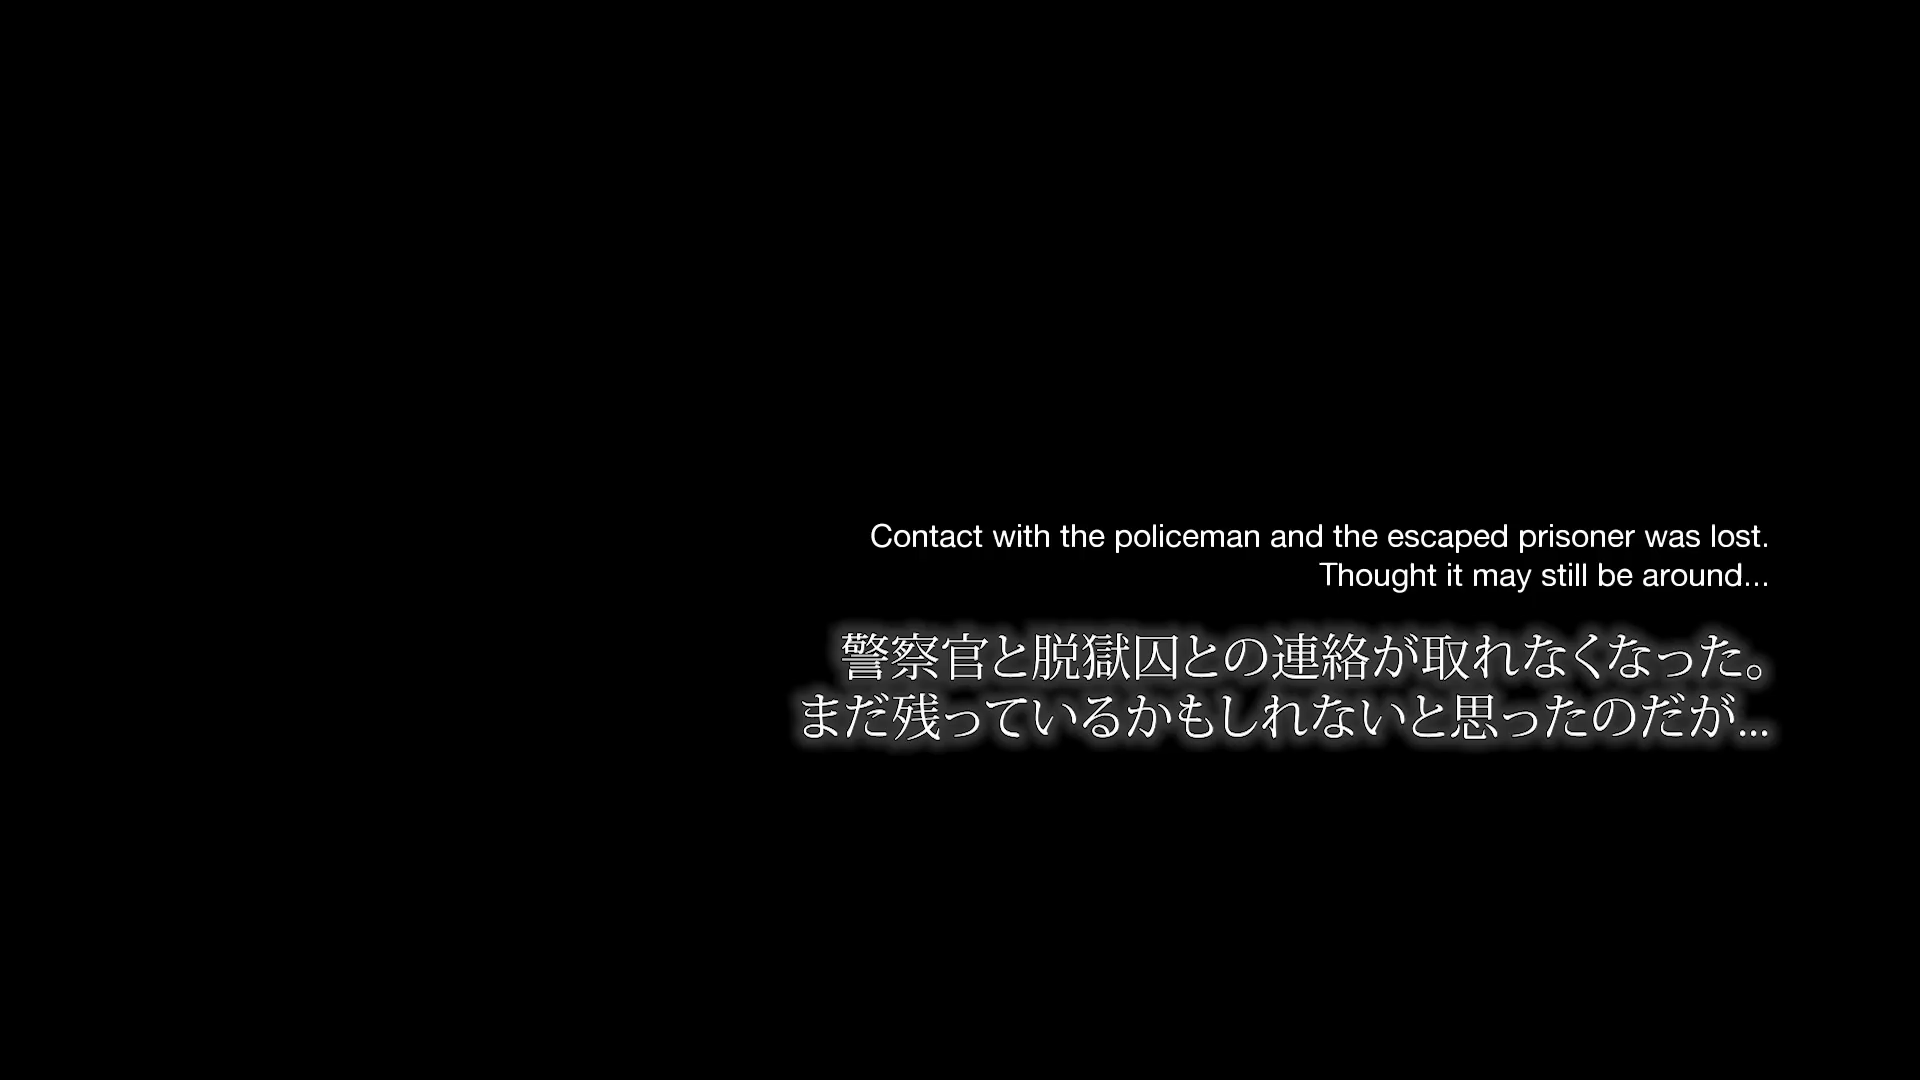 Contact with the policeman and the escaped prisoner was lost.
Thought it may still be around...
警察官と脱獄囚との連絡が取れなくなった。
まだ残っているかもしれないと思ったのだが...